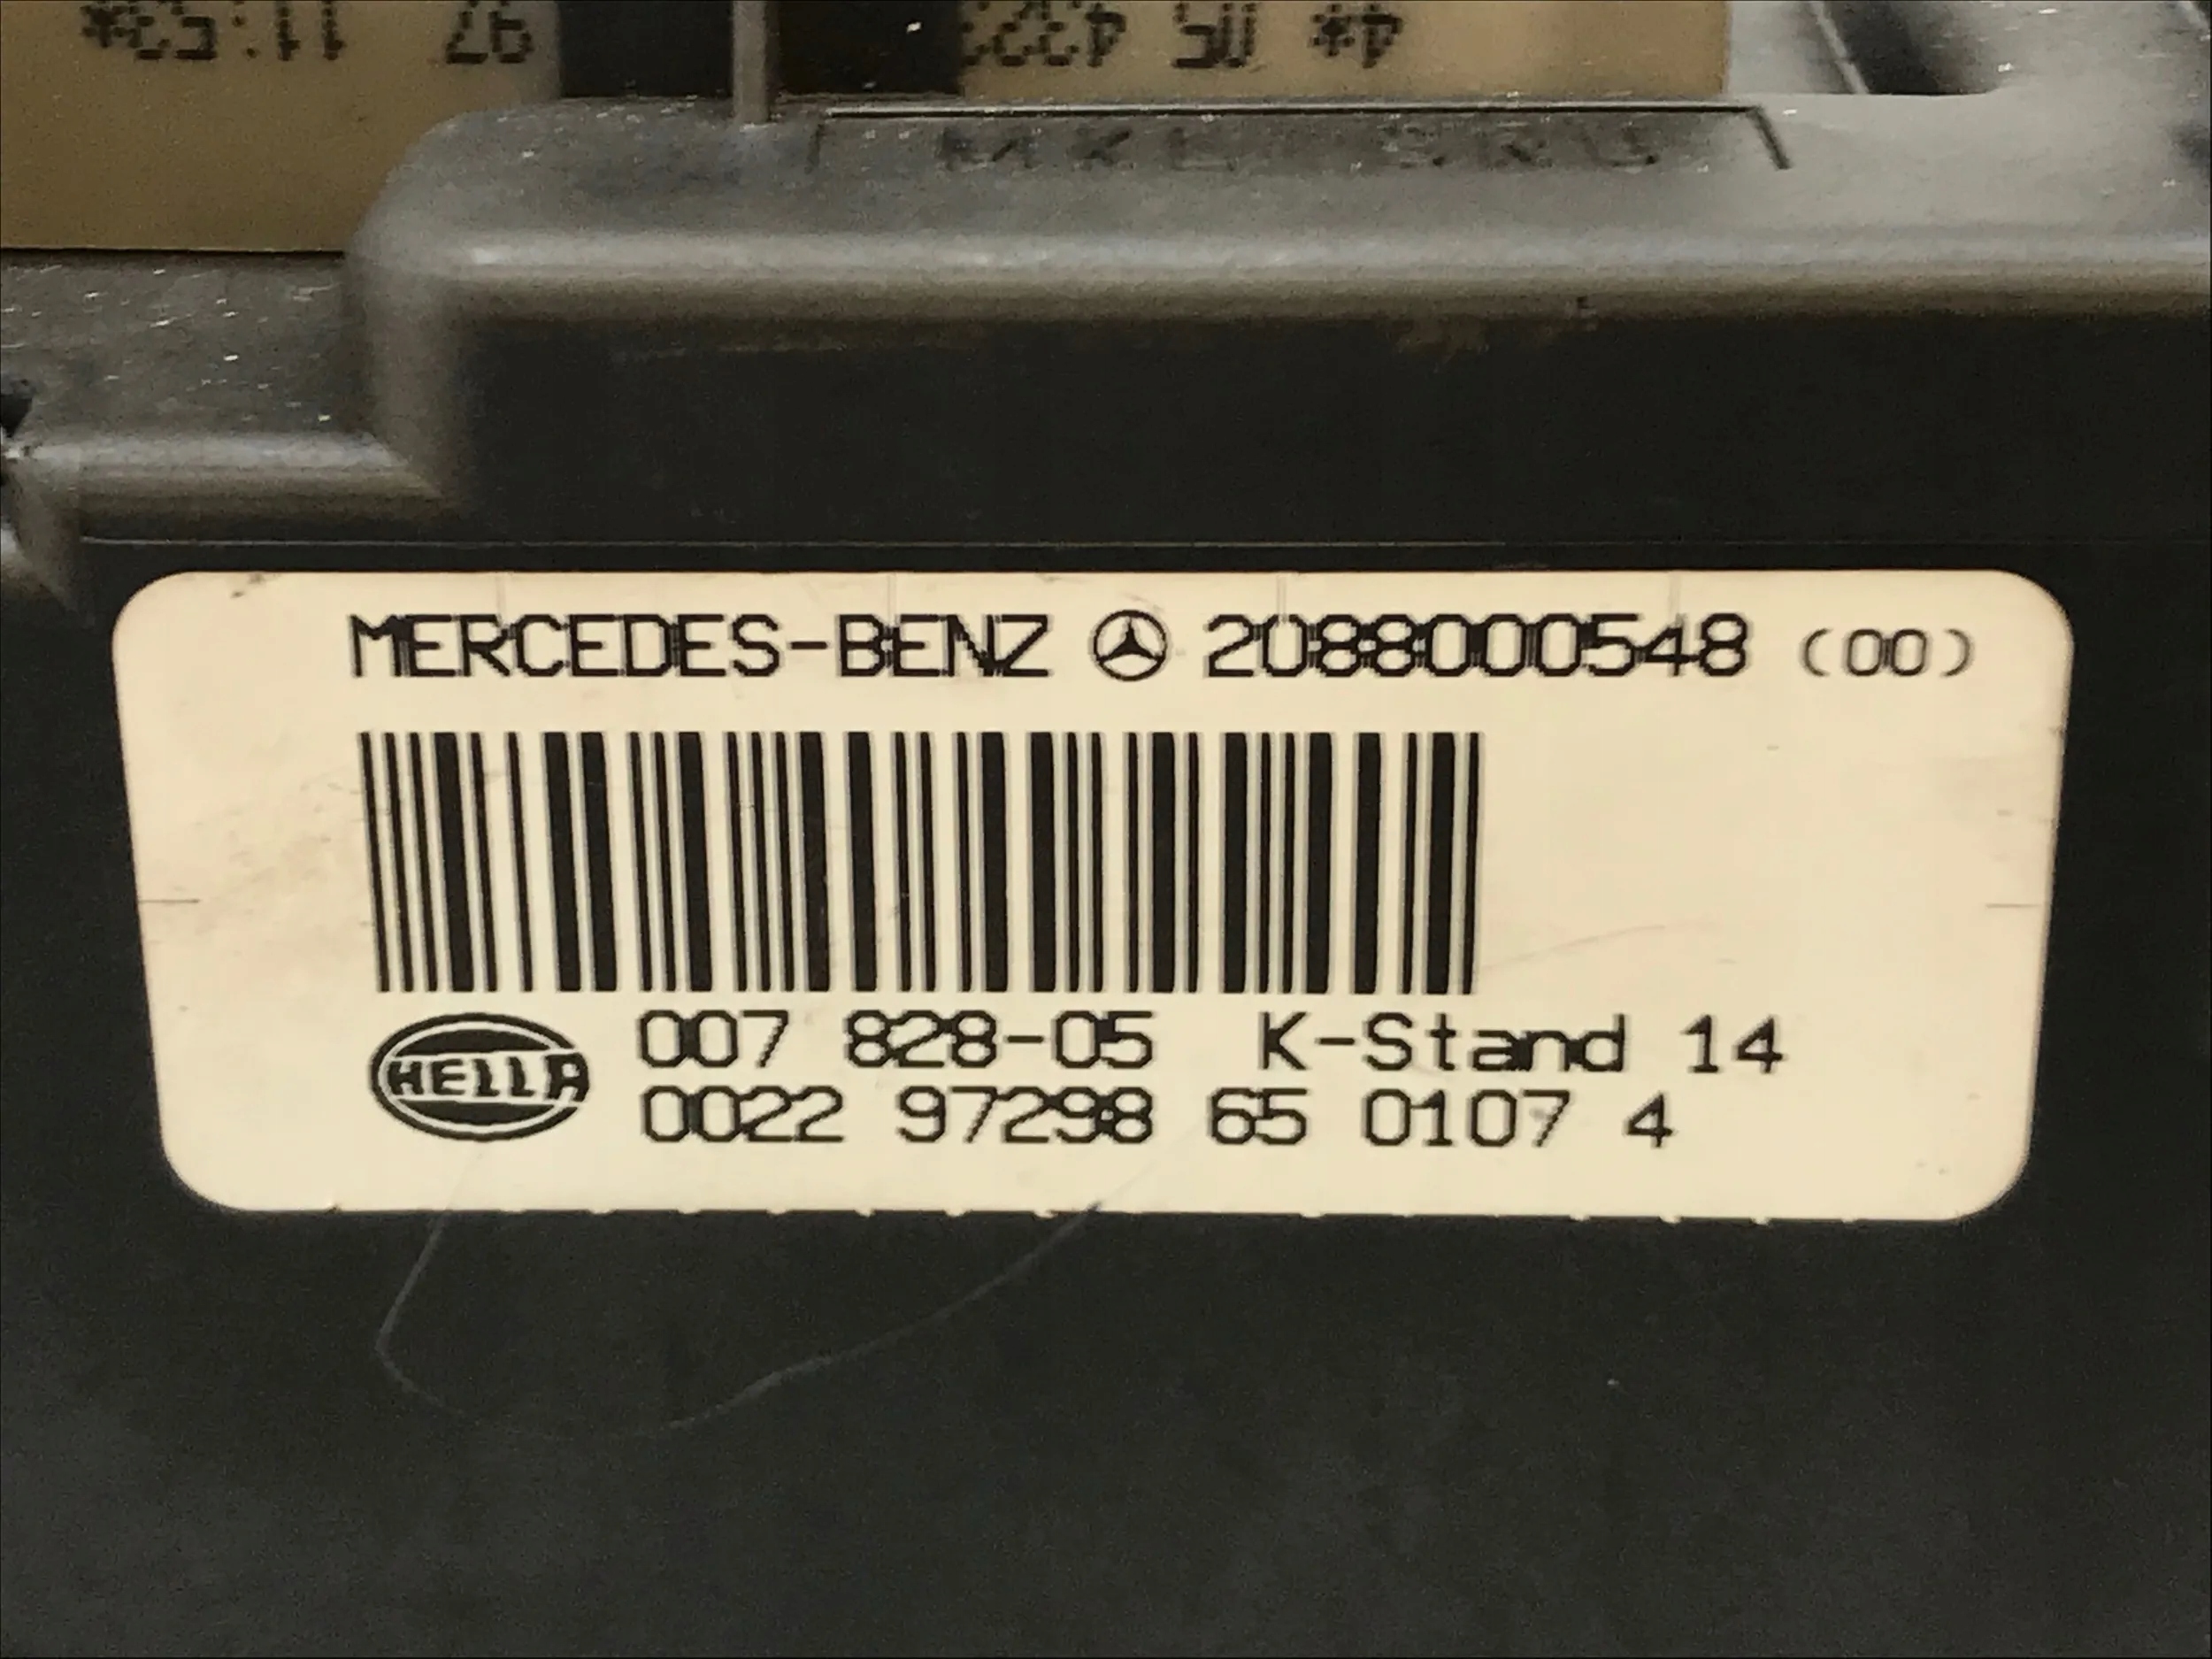 MERCEDES-BENZ 2088000548 (00)
HELLA 007 828-05 K-Stand 14
0022 97298 65 0107 4